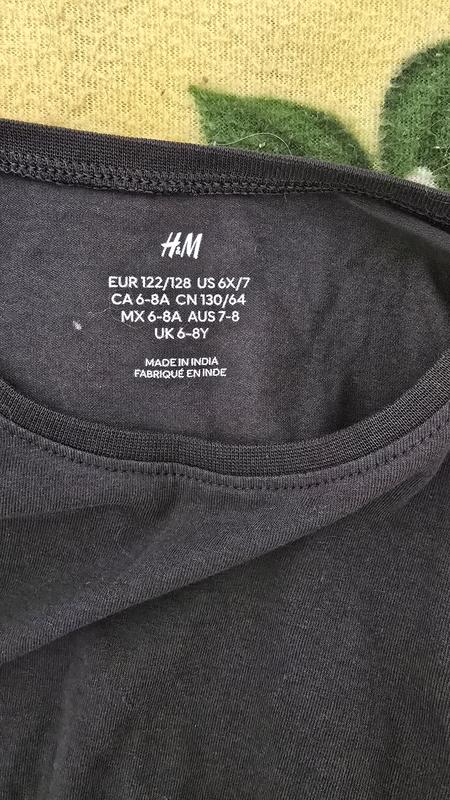 H&M
EUR 122/128 US 6X/7
CA 6-8A CN 130/64
MX 6-8A AUS 7-8
UK 6-8Y
MADE IN INDIA
FABRIQUÉ EN INDE